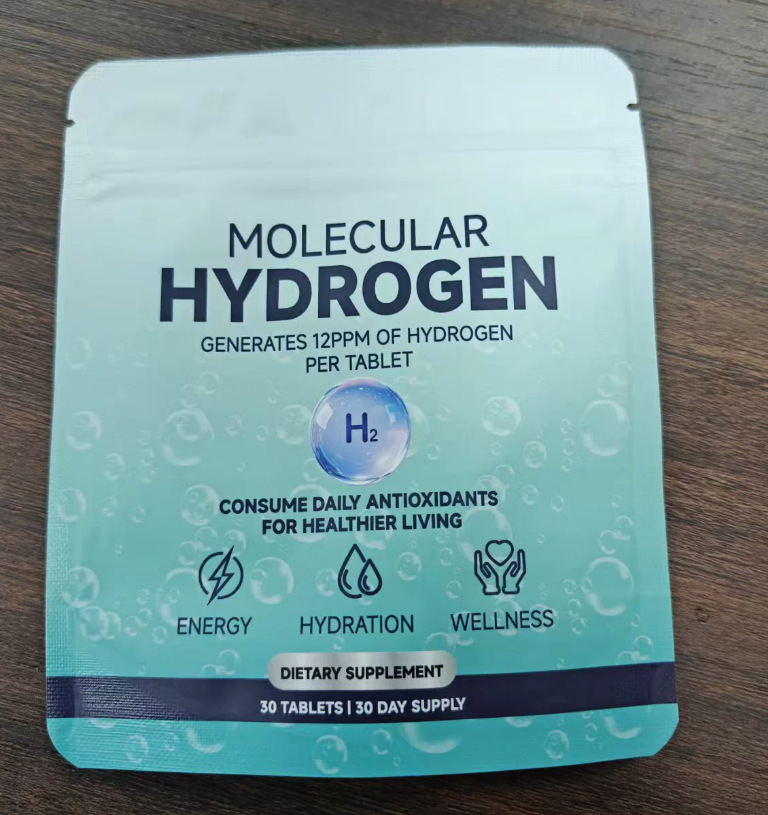 MOLECULAR
HYDROGEN
GENERATES 12PPM OF HYDROGEN
PER TABLET
H2
CONSUME DAILY ANTIOXIDANTS
FOR HEALTHIER LIVING
ENERGY HYDRATION WELLNESS
DIETARY SUPPLEMENT
30 TABLETS | 30 DAY SUPPLY